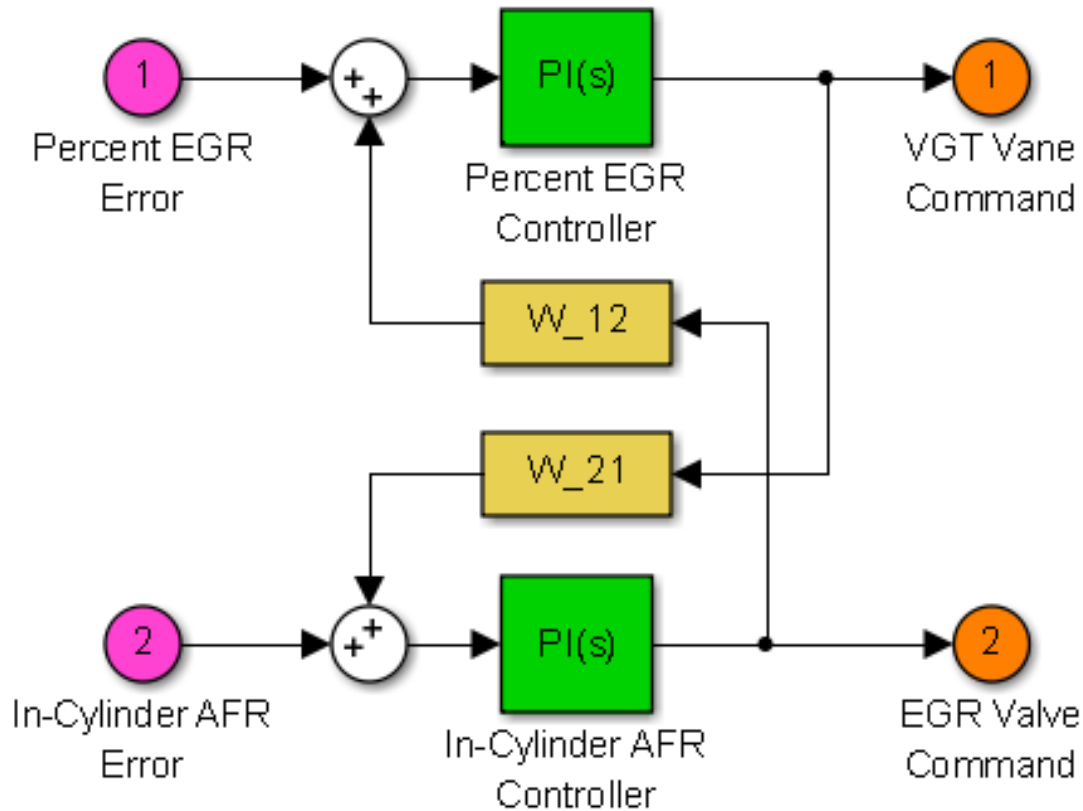 1
Percent EGR
Error
+
+
PI(s)
Percent EGR
Controller
1
VGT Vane
Command
W_12
W_21
2
In-Cylinder AFR
Error
+
+
PI(s)
In-Cylinder AFR
Controller
2
EGR Valve
Command